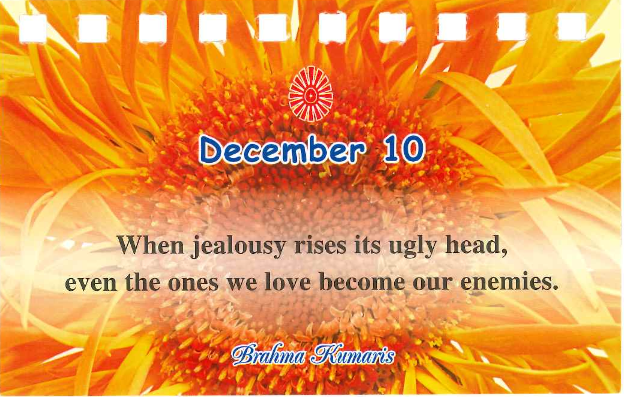 December 10
When jealousy rises its ugly head,
even the ones we love become our enemies.
Brahma Kumaris